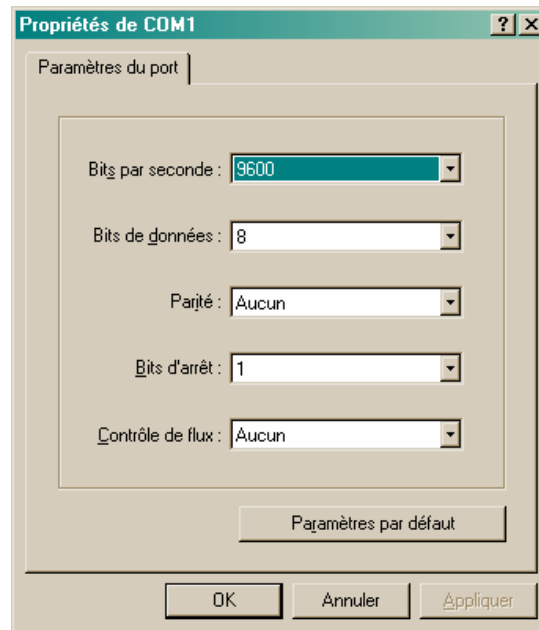 Propriétés de COM1
Paramètres du port
Bits par seconde : 9600
Bits de données : 8
Parité : Aucun
Bits d'arrêt : 1
Contrôle de flux : Aucun
Paramètres par défaut
OK Annuler Appliquer